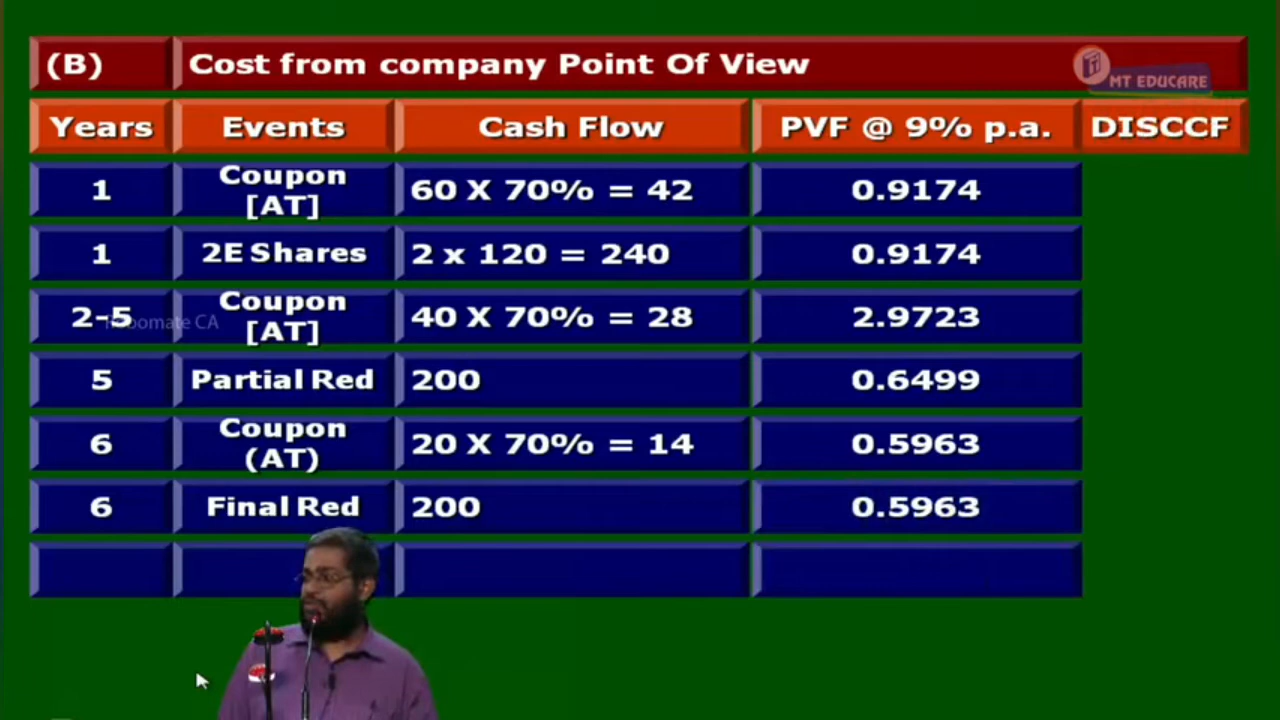 (B) Cost from company Point Of View
MT EDUCARE
Years Events Cash Flow PVF @ 9% p.a. DISCCF
1 Coupon [AT] 60 X 70% = 42 0.9174
1 2E Shares 2 x 120 = 240 0.9174
2-5 Coupon [AT] 40 X 70% = 28 2.9723
Robomate CA
5 Partial Red 200 0.6499
6 Coupon (AT) 20 X 70% = 14 0.5963
6 Final Red 200 0.5963